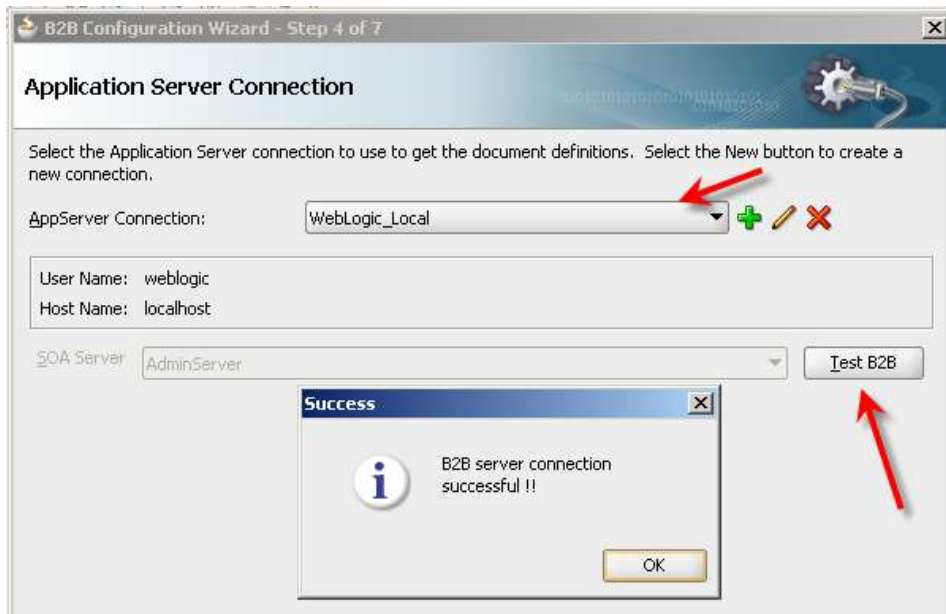 B2B Configuration Wizard - Step 4 of 7
Application Server Connection
Select the Application Server connection to use to get the document definitions. Select the New button to create a
new connection.
AppServer Connection:
WebLogic_Local
User Name: weblogic
Host Name: localhost
SOA Server
AdminServer
Test B2B
Success
B2B server connection
successful !!
OK